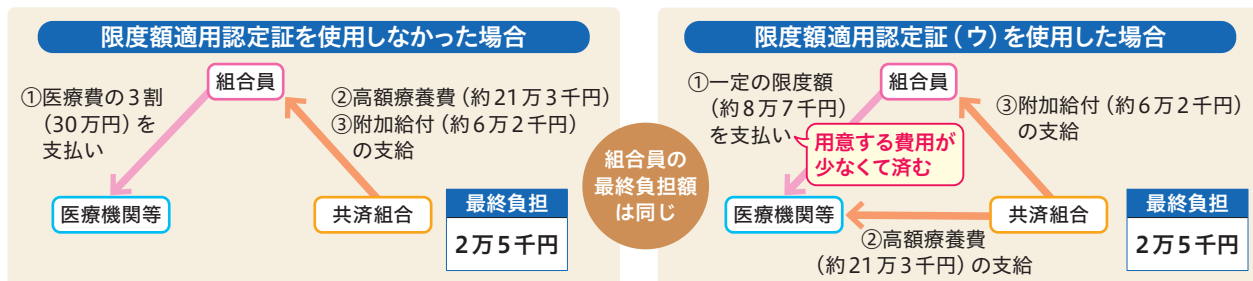 限度額適用認定証を使用しなかった場合
組合員
①医療費の3割
(30万円)を
支払い
②高額療養費(約21万3千円)
③附加給付(約6万2千円)
の支給
医療機関等
共済組合
最終負担
2万5千円
組合員の
最終負担額
は同じ
限度額適用認定証(ウ)を使用した場合
①一定の限度額
(約8万7千円)
を支払い
組合員
③附加給付(約6万2千円)
の支給
用意する費用が
少なくて済む
医療機関等
共済組合
②高額療養費
(約21万3千円)の支給
最終負担
2万5千円